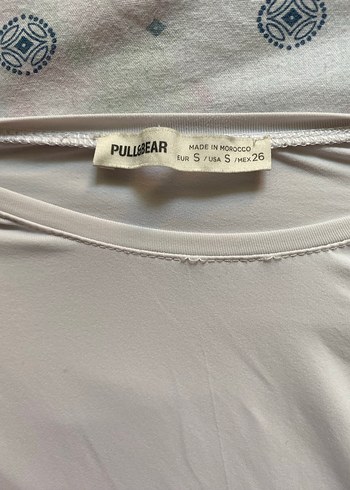 PULL&BEAR
MADE IN MOROCCO
EUR S / USA S / MEX 26